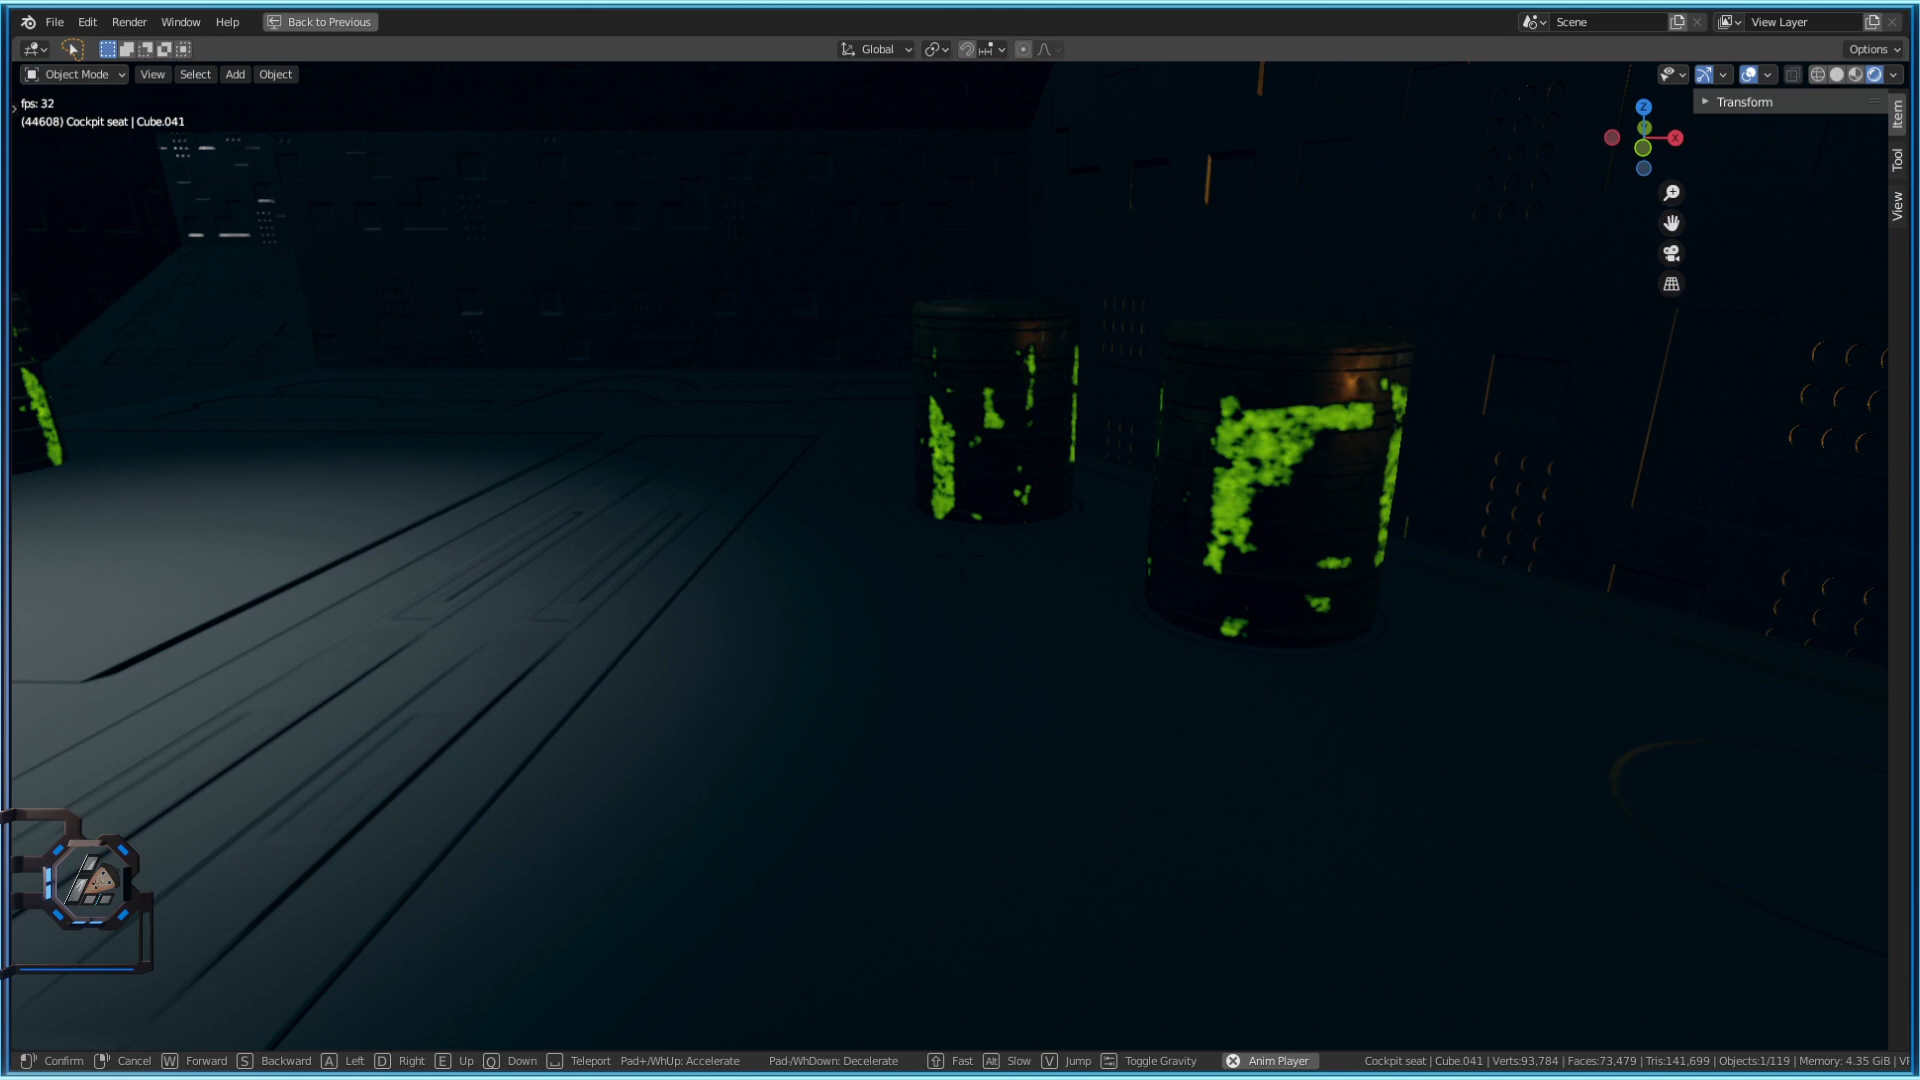 File Edit Render Window Help Back to Previous Scene View Layer
Global Options
Object Mode View Select Add Object
fps: 32
(44608) Cockpit seat | Cube.041
Transform
Z
Y
X
Item
Tool
View
Confirm Cancel W Forward S Backward A Left D Right E Up Q Down Teleport Pad+/WhUp: Accelerate Pad-/WhDown: Decelerate Fast Alt Slow V Jump Toggle Gravity Anim Player Cockpit seat | Cube.041 | Verts:93,784 | Faces:73,479 | Tris:141,699 | Objects:1/119 | Memory: 4.35 GiB |